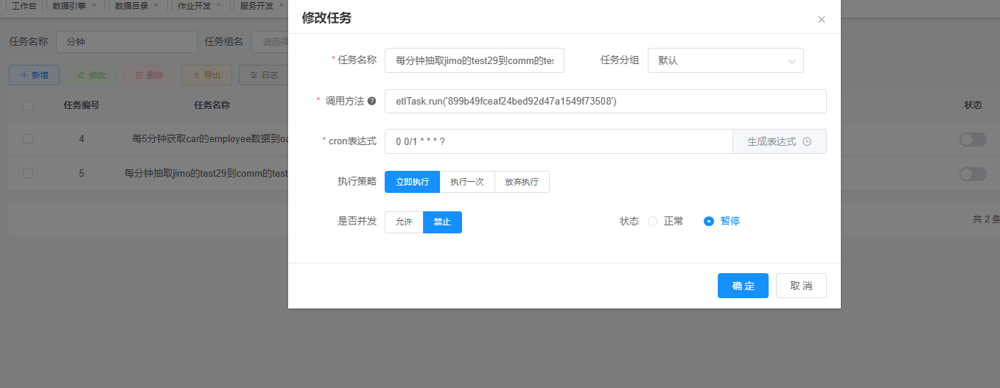 工作台 数据引擎 × 数据目录 × 作业开发 × 服务开发 ×
修改任务
任务名称 分钟 任务组名 请选择
* 任务名称 每分钟抽取jimo的test29到comm的tes 任务分组 默认
+ 新增 修改 删除 导出 日志
* 调用方法 ? etlTask.run('899b49fceaf24bed92d47a1549f73508')
任务编号 任务名称 状态
4 每5分钟获取car的employee数据到oa
* cron表达式 0 0/1 * * * ? 生成表达式
5 每分钟抽取jimo的test29到comm的test
执行策略 立即执行 执行一次 放弃执行
是否并发 允许 禁止 状态 正常 暂停
共 2 条
确 定 取 消